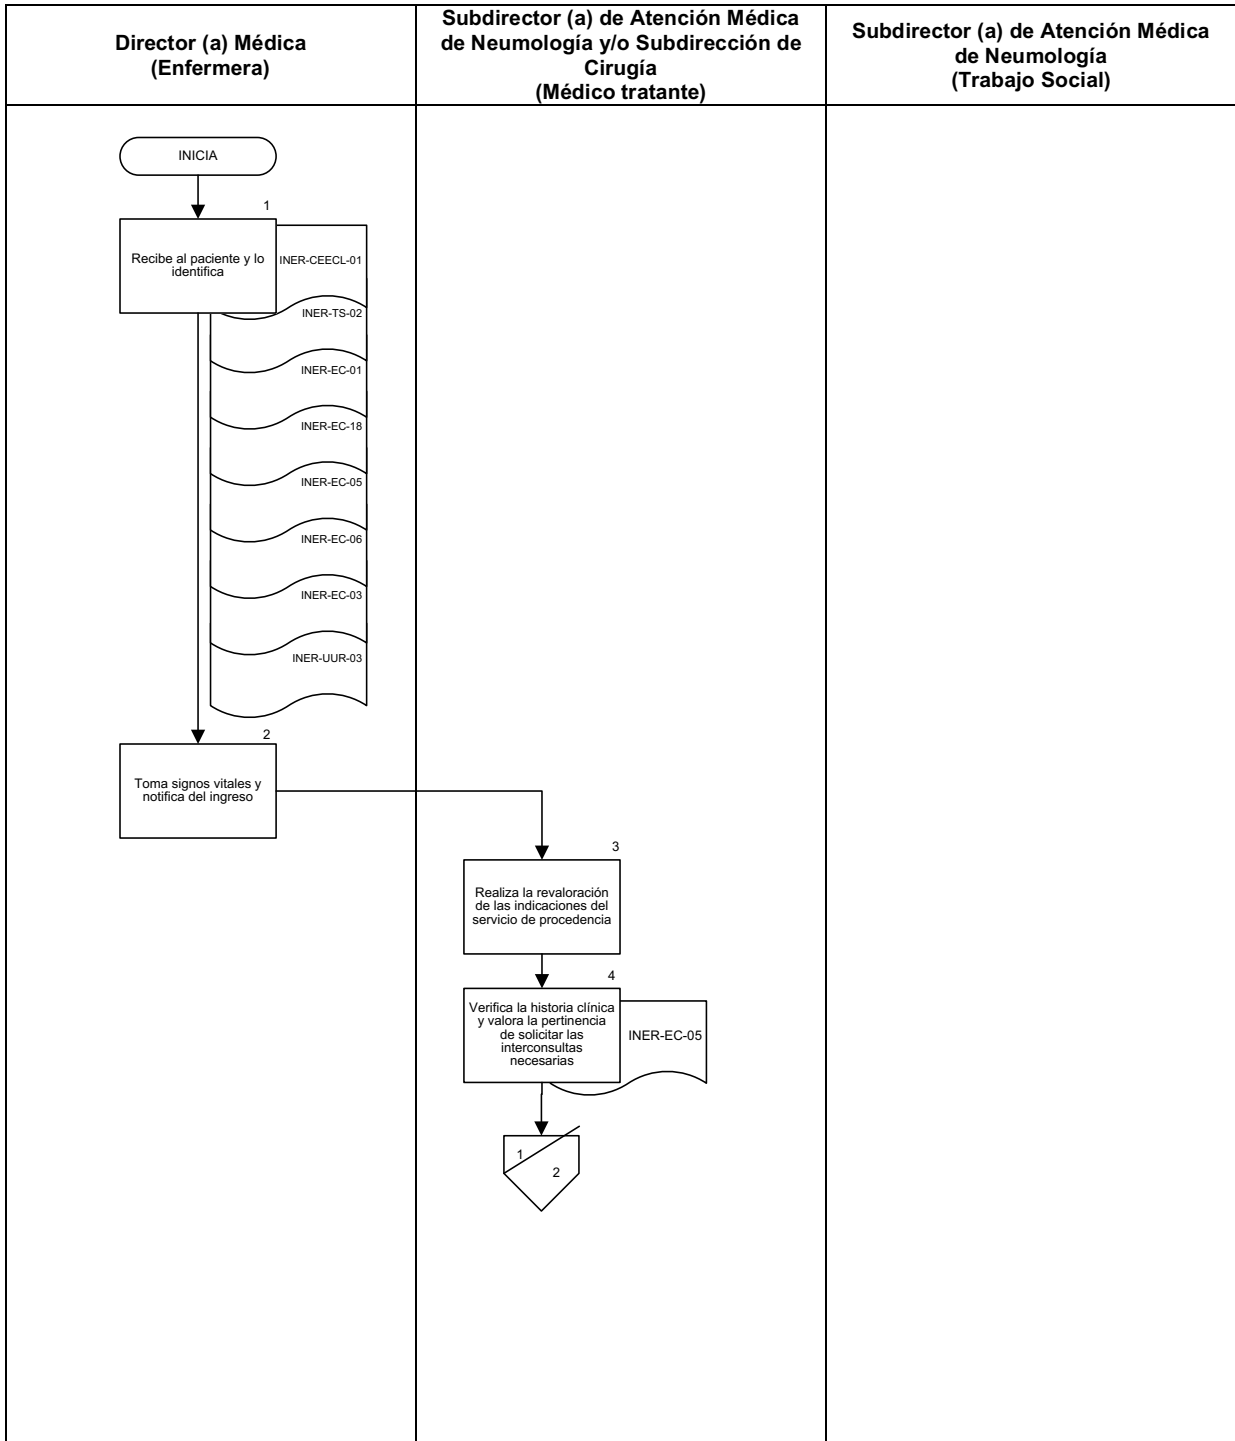 Director (a) Médica
(Enfermera)
Subdirector (a) de Atención Médica
de Neumología y/o Subdirección de
Cirugía
(Médico tratante)
Subdirector (a) de Atención Médica
de Neumología
(Trabajo Social)
INICIA
1
Recibe al paciente y lo
identifica
INER-CEECL-01
INER-TS-02
INER-EC-01
INER-EC-18
INER-EC-05
INER-EC-06
INER-EC-03
INER-UUR-03
2
Toma signos vitales y
notifica del ingreso
3
Realiza la revaloración
de las indicaciones del
servicio de procedencia
4
Verifica la historia clínica
y valora la pertinencia
de solicitar las
interconsultas
necesarias
INER-EC-05
1
2